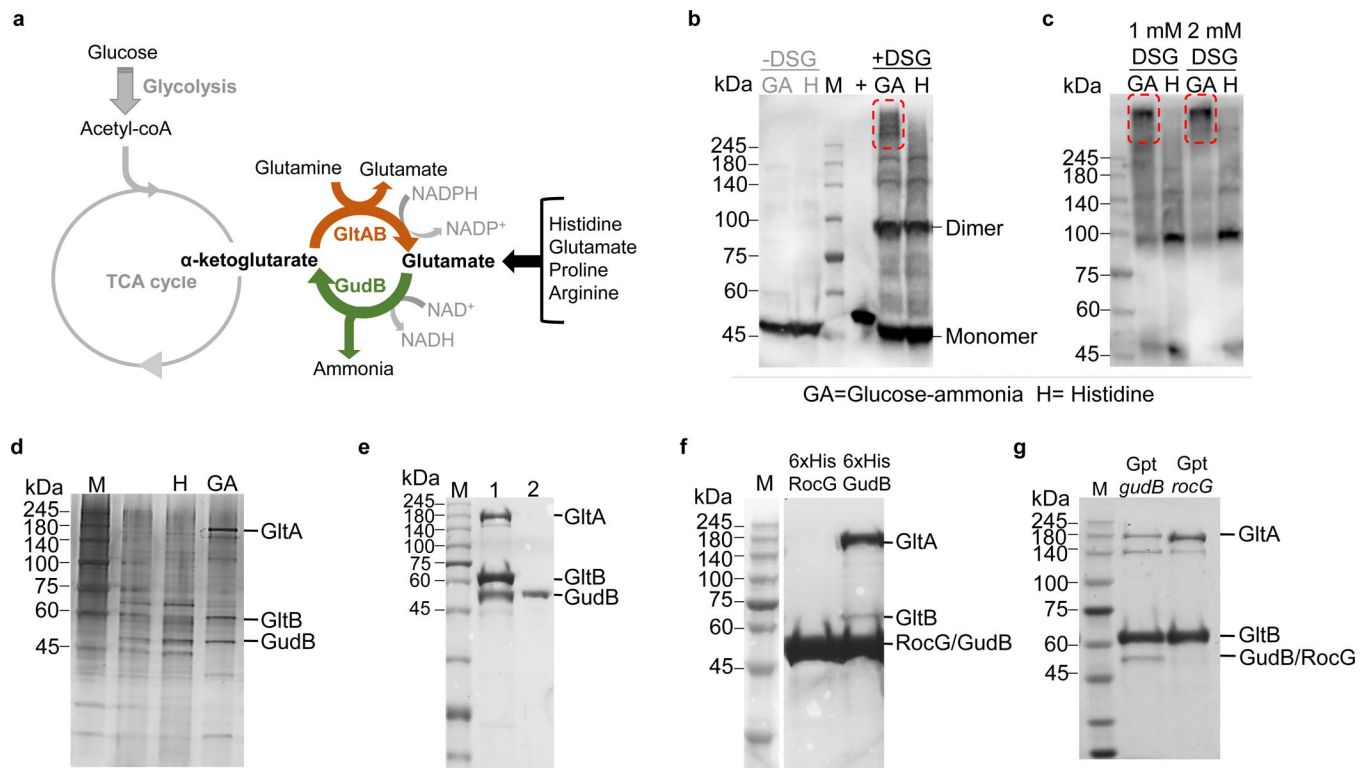 a
Glucose
Glycolysis
Acetyl-coA
Glutamine
Glutamate
NADPH
NADP+
GltAB
α-ketoglutarate
Glutamate
TCA cycle
GudB
NAD+
NADH
Ammonia
Histidine
Glutamate
Proline
Arginine
b
-DSG
+DSG
kDa
GA H M + GA H
245
180
140
100
75
60
45
Dimer
Monomer
c
1 mM 2 mM
DSG DSG
kDa
GA H GA H
245
180
140
100
75
60
45
GA=Glucose-ammonia H= Histidine
d
kDa
M H GA
245
180
140
100
75
60
45
GltA
GltB
GudB
e
kDa
M 1 2
245
180
140
100
75
60
45
GltA
GltB
GudB
f
6xHis 6xHis
RocG GudB
kDa
M
245
180
140
100
75
60
45
GltA
GltB
RocG/GudB
g
Gpt Gpt
gudB rocG
kDa
M
245
180
140
100
75
60
45
GltA
GltB
GudB/RocG